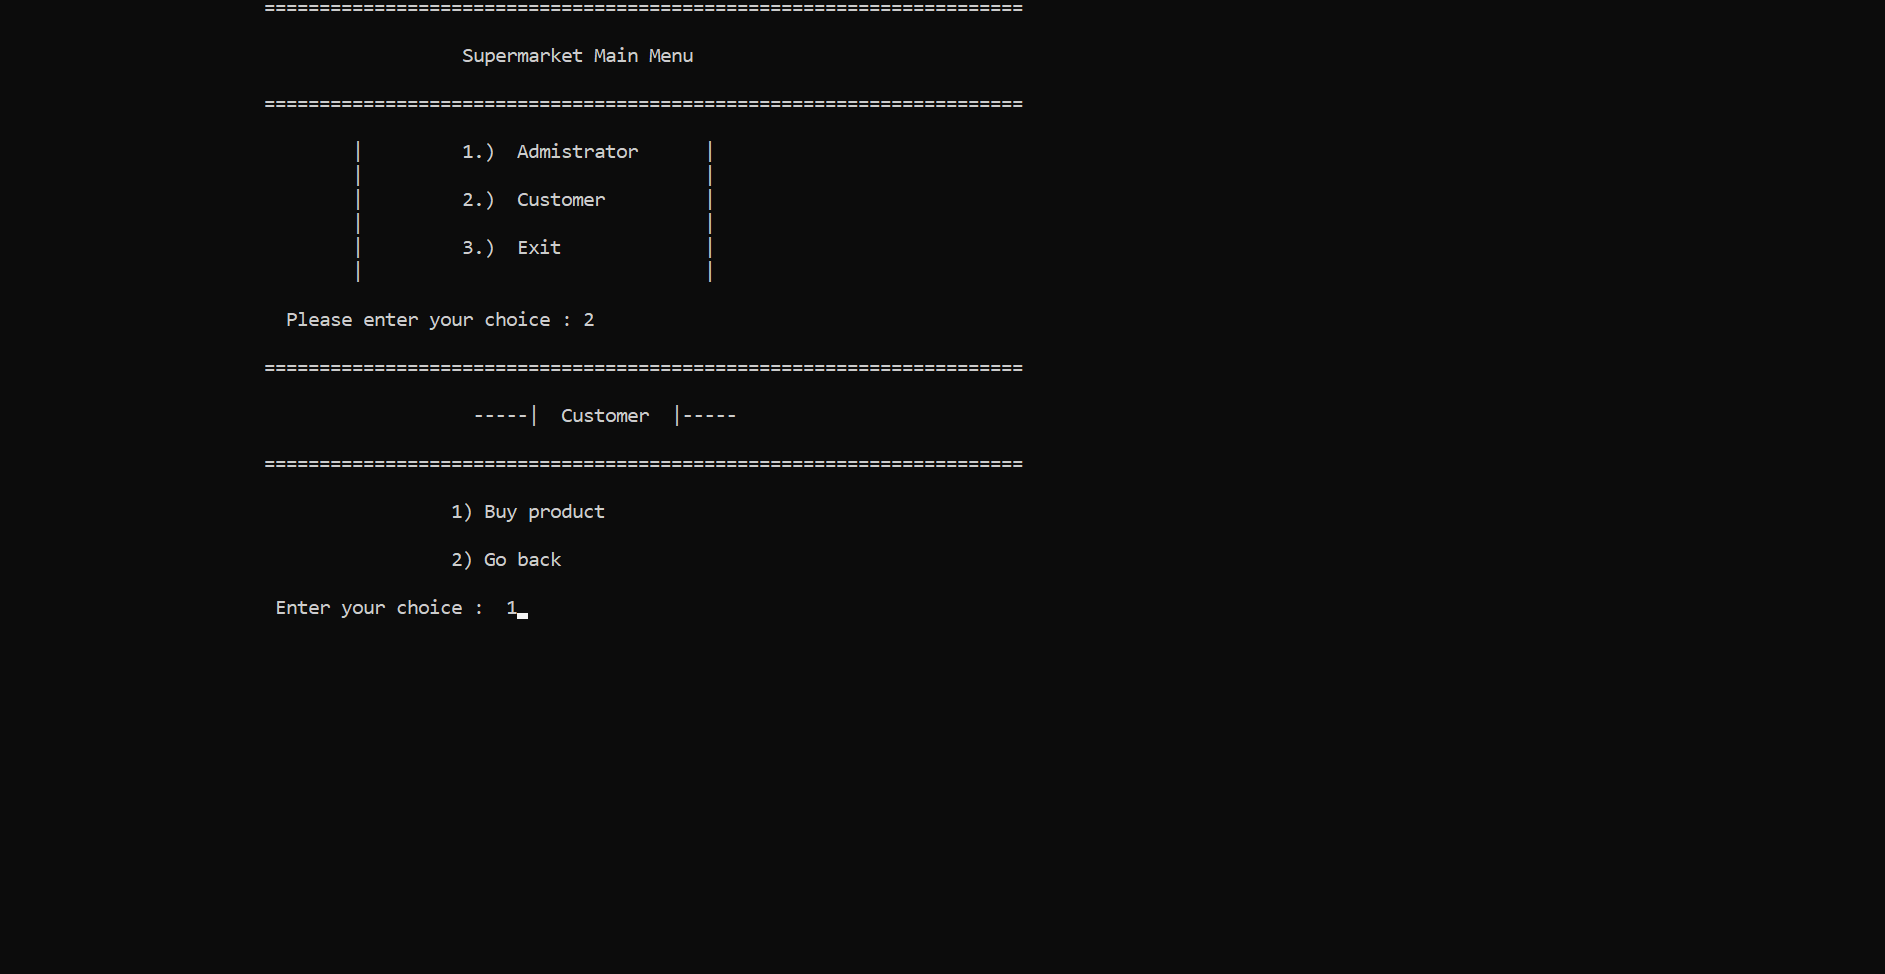 =====================================================================
Supermarket Main Menu
=====================================================================
| 1.) Admistrator |
| |
| 2.) Customer |
| |
| 3.) Exit |
| |
Please enter your choice : 2
=====================================================================
-----| Customer |-----
=====================================================================
1) Buy product
2) Go back
Enter your choice : 1